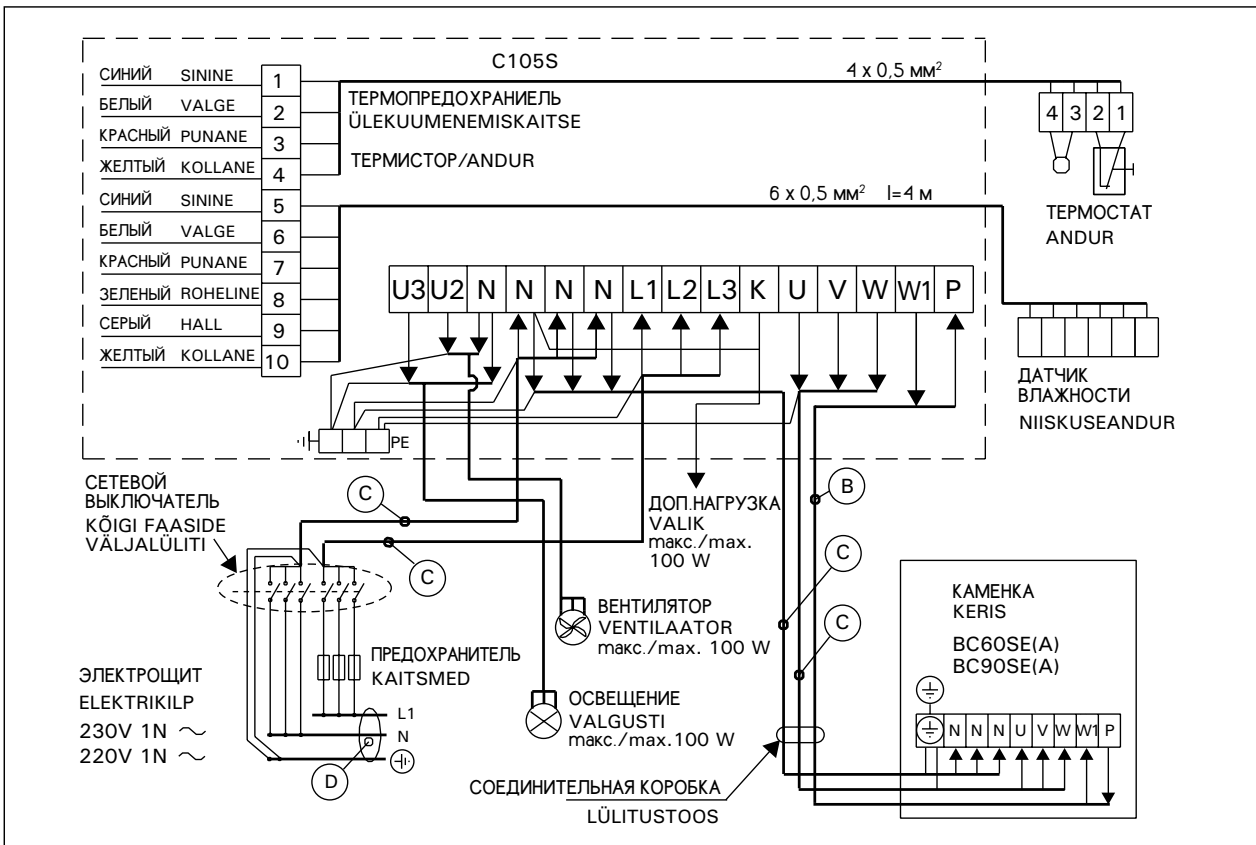 C105S
СИНИЙ SININE 1
БЕЛЫЙ VALGE 2
КРАСНЫЙ PUNANE 3
ЖЕЛТЫЙ KOLLANE 4
СИНИЙ SININE 5
БЕЛЫЙ VALGE 6
КРАСНЫЙ PUNANE 7
ЗЕЛЕНЫЙ ROHELINE 8
СЕРЫЙ HALL 9
ЖЕЛТЫЙ KOLLANE 10
ТЕРМОПРЕДОХРАНИЕЛЬ
ÜLEKUUMENEMISKAITSE
ТЕРМИСТОР/ANDUR
4 x 0,5 мм²
4 3 2 1
ТЕРМОСТАТ
ANDUR
6 x 0,5 мм² l=4 м
ДАТЧИК
ВЛАЖНОСТИ
NIISKUSEANDUR
U3 U2 N N N N L1 L2 L3 K U V W W1 P
PE
СЕТЕВОЙ
ВЫКЛЮЧАТЕЛЬ
KÕIGI FAASIDE
VÄLJALÜLITI
C
C
B
C
C
ДОП.НАГРУЗКА
VALIK
макс./max.
100 W
ВЕНТИЛЯТОР
VENTILAATOR
макс./max. 100 W
ПРЕДОХРАНИТЕЛЬ
KAITSMED
ОСВЕЩЕНИЕ
VALGUSTI
макс./max.100 W
ЭЛЕКТРОЩИТ
ELEKTRIKILP
230V 1N ~
220V 1N ~
L1
N
D
СОЕДИНИТЕЛЬНАЯ КОРОБКА
LÜLITUSTOOS
КАМЕНКА
KERIS
BC60SE(A)
BC90SE(A)
N N N U V W W1 P